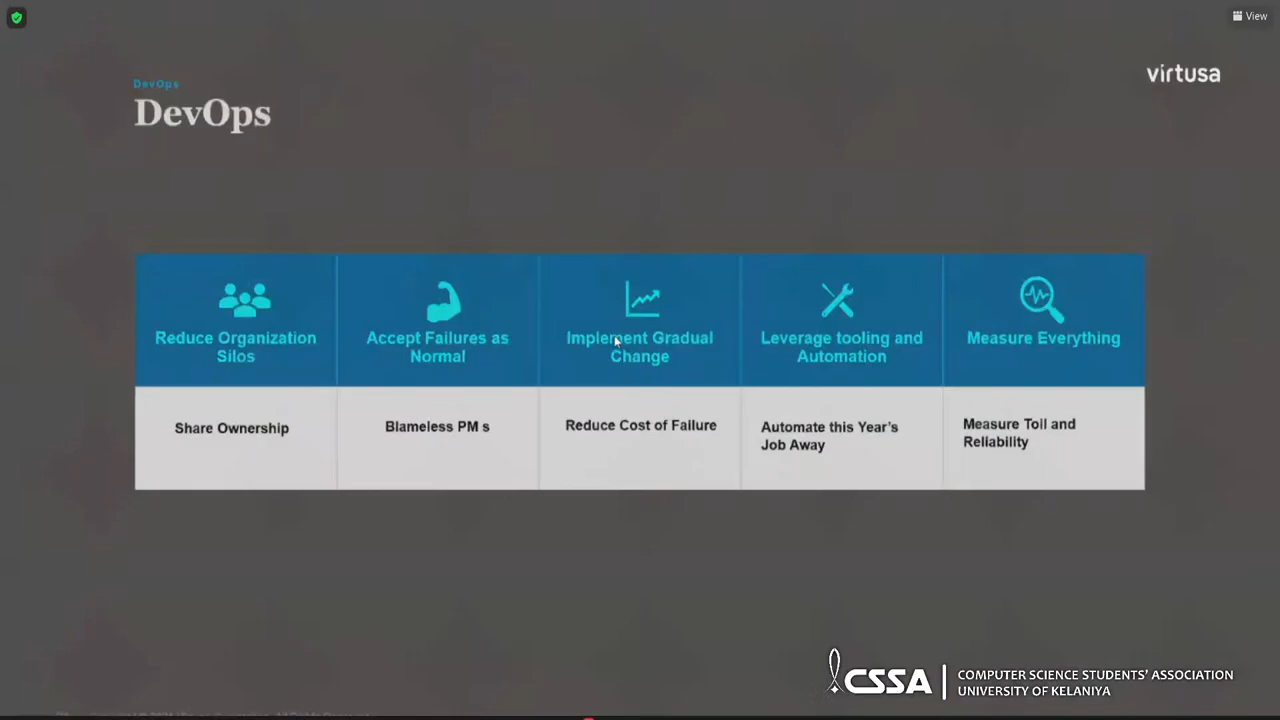 View
virtusa
DevOps
DevOps
Reduce Organization
Silos
Accept Failures as
Normal
Implement Gradual
Change
Leverage tooling and
Automation
Measure Everything
Share Ownership
Blameless PM s
Reduce Cost of Failure
Automate this Year's
Job Away
Measure Toil and
Reliability
CSSA
COMPUTER SCIENCE STUDENTS' ASSOCIATION
UNIVERSITY OF KELANIYA